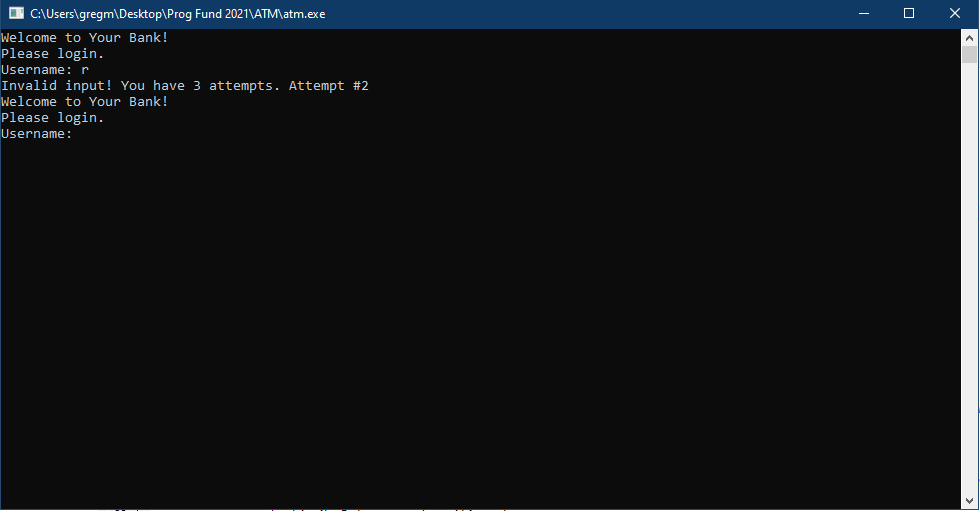 C:\Users\gregm\Desktop\Prog Fund 2021\ATM\atm.exe
Welcome to Your Bank!
Please login.
Username: r
Invalid input! You have 3 attempts. Attempt #2
Welcome to Your Bank!
Please login.
Username: